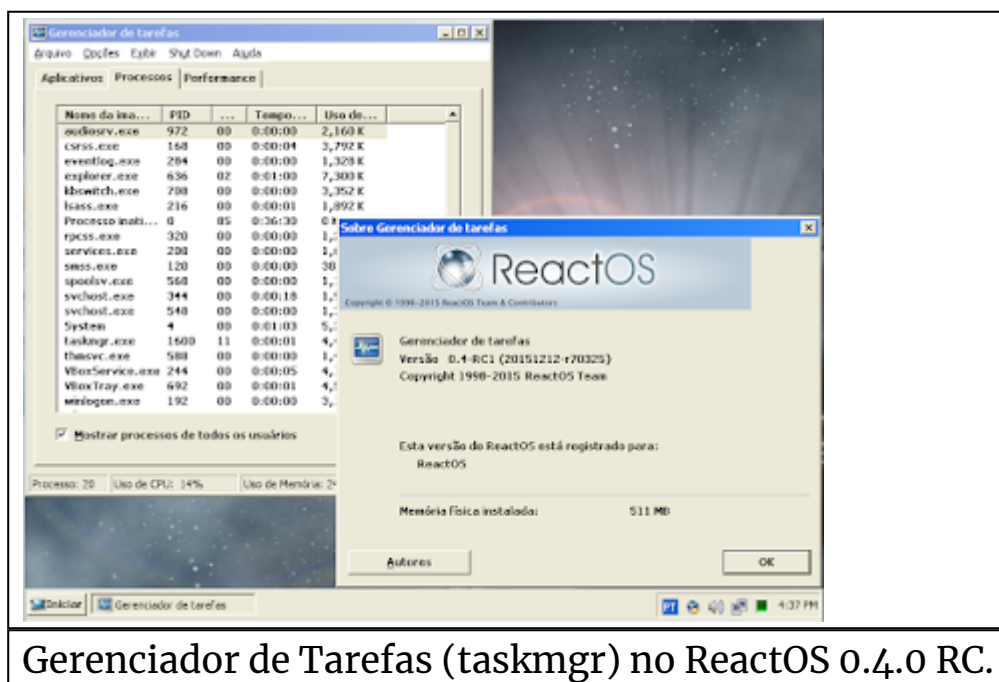 Gerenciador de tarefas
Arquivo Opções Exibir Shut Down Ajuda
Aplicativos Processos Performance
Nome da ima... PID ... Tempo... Uso de...
audiosrv.exe 972 00 0:00:00 2,160 K
csrss.exe 168 00 0:00:04 3,792 K
eventlog.exe 284 00 0:00:00 1,328 K
explorer.exe 636 02 0:01:00 7,300 K
kbswitch.exe 708 00 0:00:00 3,352 K
lsass.exe 216 00 0:00:01 1,892 K
Processo inati... 0 85 0:36:30
rpcss.exe 320 00 0:00:00
services.exe 208 00 0:00:00
smss.exe 120 00 0:00:00 38
spoolsv.exe 568 00 0:00:00
svchost.exe 344 00 0:00:18
svchost.exe 548 00 0:00:00
System 4 00 0:01:03
taskmgr.exe 1600 11 0:00:01
thmsvc.exe 588 00 0:00:00
VBoxService.exe 244 00 0:00:05
VBoxTray.exe 692 00 0:00:01
winlogon.exe 192 00 0:00:00
Mostrar processos de todos os usuários
Processo: 20 Uso de CPU: 14% Uso de Memória:
Sobre Gerenciador de tarefas
ReactOS
Copyright © 1996-2015 ReactOS Team & Contributors
Gerenciador de tarefas
Versão 0.4-RC1 (20151212-r70325)
Copyright 1998-2015 ReactOS Team
Esta versão do ReactOS está registrado para:
ReactOS
Memória física instalada: 511 MB
Autores OK
Iniciar Gerenciador de tarefas PT 4:37 PM
Gerenciador de Tarefas (taskmgr) no ReactOS 0.4.0 RC.